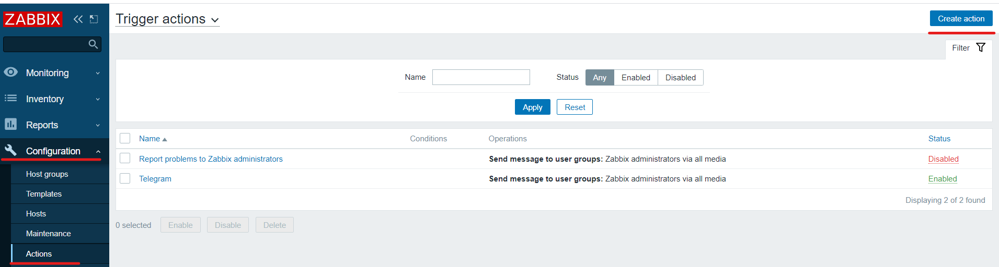 ZABBIX
Trigger actions
Create action
Filter
Monitoring
Inventory
Reports
Configuration
Host groups
Templates
Hosts
Maintenance
Actions
Name Status Any Enabled Disabled
Apply Reset
Name Conditions Operations Status
Report problems to Zabbix administrators Send message to user groups: Zabbix administrators via all media Disabled
Telegram Send message to user groups: Zabbix administrators via all media Enabled
Displaying 2 of 2 found
0 selected Enable Disable Delete